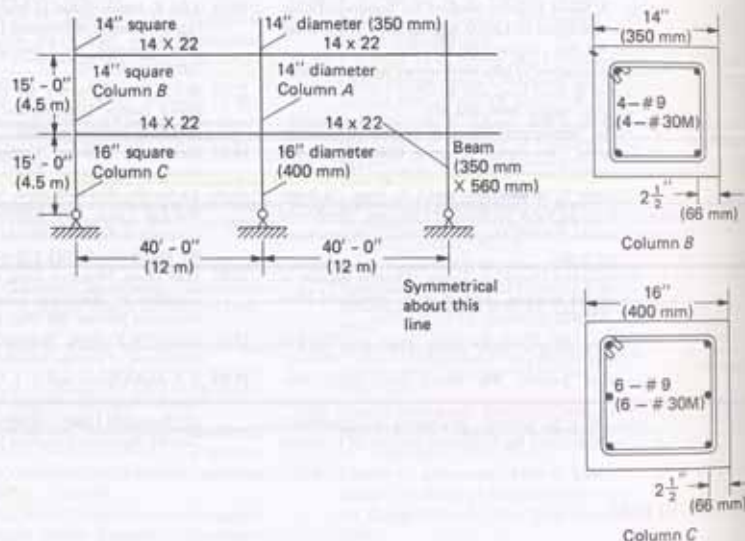 14″ square
14 X 22
14″ diameter (350 mm)
14 x 22
15′ - 0″
(4.5 m)
14″ square
Column B
14″ diameter
Column A
14 X 22
14 x 22
15′ - 0″
(4.5 m)
16″ square
Column C
16″ diameter
(400 mm)
Beam
(350 mm
X 560 mm)
40′ - 0″
(12 m)
40′ - 0″
(12 m)
Symmetrical
about this
line
14″
(350 mm)
4 – # 9
(4 – # 30M)
2 1/2″
(66 mm)
Column B
16″
(400 mm)
6 – # 9
(6 – # 30M)
2 1/2″
(66 mm)
Column C